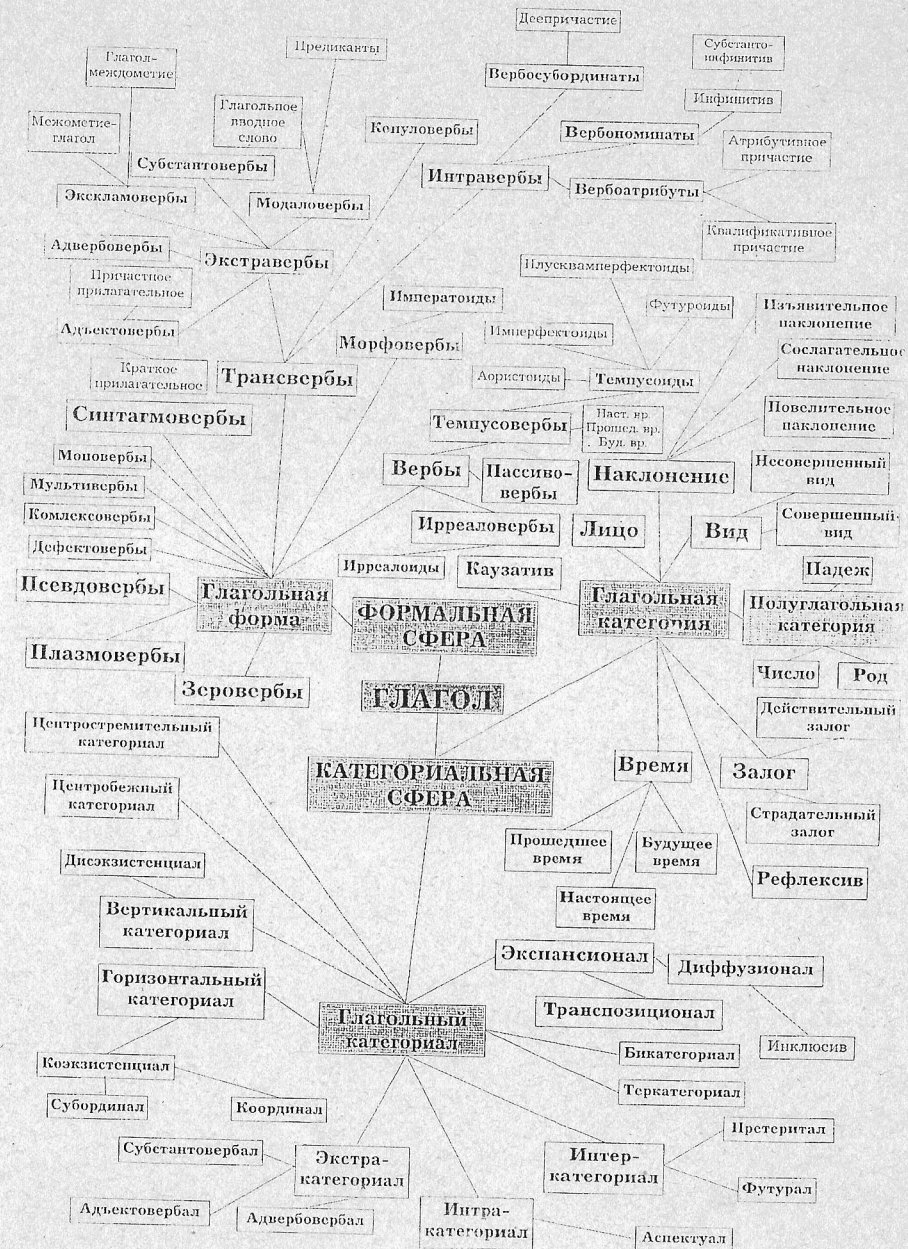 Деепричастие
Глагол-
междометие
Предиканты
Субстанто-
инфинитив
Вербосубординаты
Межометие-
глагол
Глагольное
вводное
слово
Копуловербы
Инфинитив
Вербономинаты
Атрибутивное
причастие
Субстантовербы
Интравербы
Вербоатрибуты
Экскламовербы
Модаловербы
Квалификативное
причастие
Адвербовербы
Экстравербы
Плусквамперфектоиды
Причастное
прилагательное
Императоиды
Футуроиды
Изъявительное
наклонение
Адъектовербы
Имперфектоиды
Морфовербы
Сослагательное
наклонение
Краткое
прилагательное
Трансвербы
Аористоиды
Темпусоиды
Синтагмовербы
Темпусовербы
Наст. вр.
Прошед. вр.
Буд. вр.
Повелительное
наклонение
Моновербы
Вербы
Пассиво-
вербы
Наклонение
Несовершенный
вид
Мультивербы
Комлексовербы
Ирреаловербы
Лицо
Вид
Совершенный
вид
Дефектовербы
Ирреалоиды
Каузатив
Падеж
Псевдовербы
Глагольная
форма
ФОРМАЛЬНАЯ
СФЕРА
Глагольная
категория
Полуглагольная
категория
Плазмовербы
Зеровербы
ГЛАГОЛ
Число
Род
Центростремительный
категориал
Действительный
залог
КАТЕГОРИАЛЬНАЯ
СФЕРА
Время
Залог
Центробежный
категориал
Страдательный
залог
Прошедшее
время
Будущее
время
Дисэкзистенциал
Рефлексив
Настоящее
время
Вертикальный
категориал
Экспансионал
Диффузионал
Горизонтальный
категориал
Транспозиционал
Глагольный
категориал
Инклюсив
Бикатегориал
Коэкзистенциал
Теркатегориал
Субординал
Координал
Претеритал
Субстантовербал
Экстра-
категориал
Интер-
категориал
Футурал
Адъектовербал
Адвербовербал
Интра-
категориал
Аспектуал